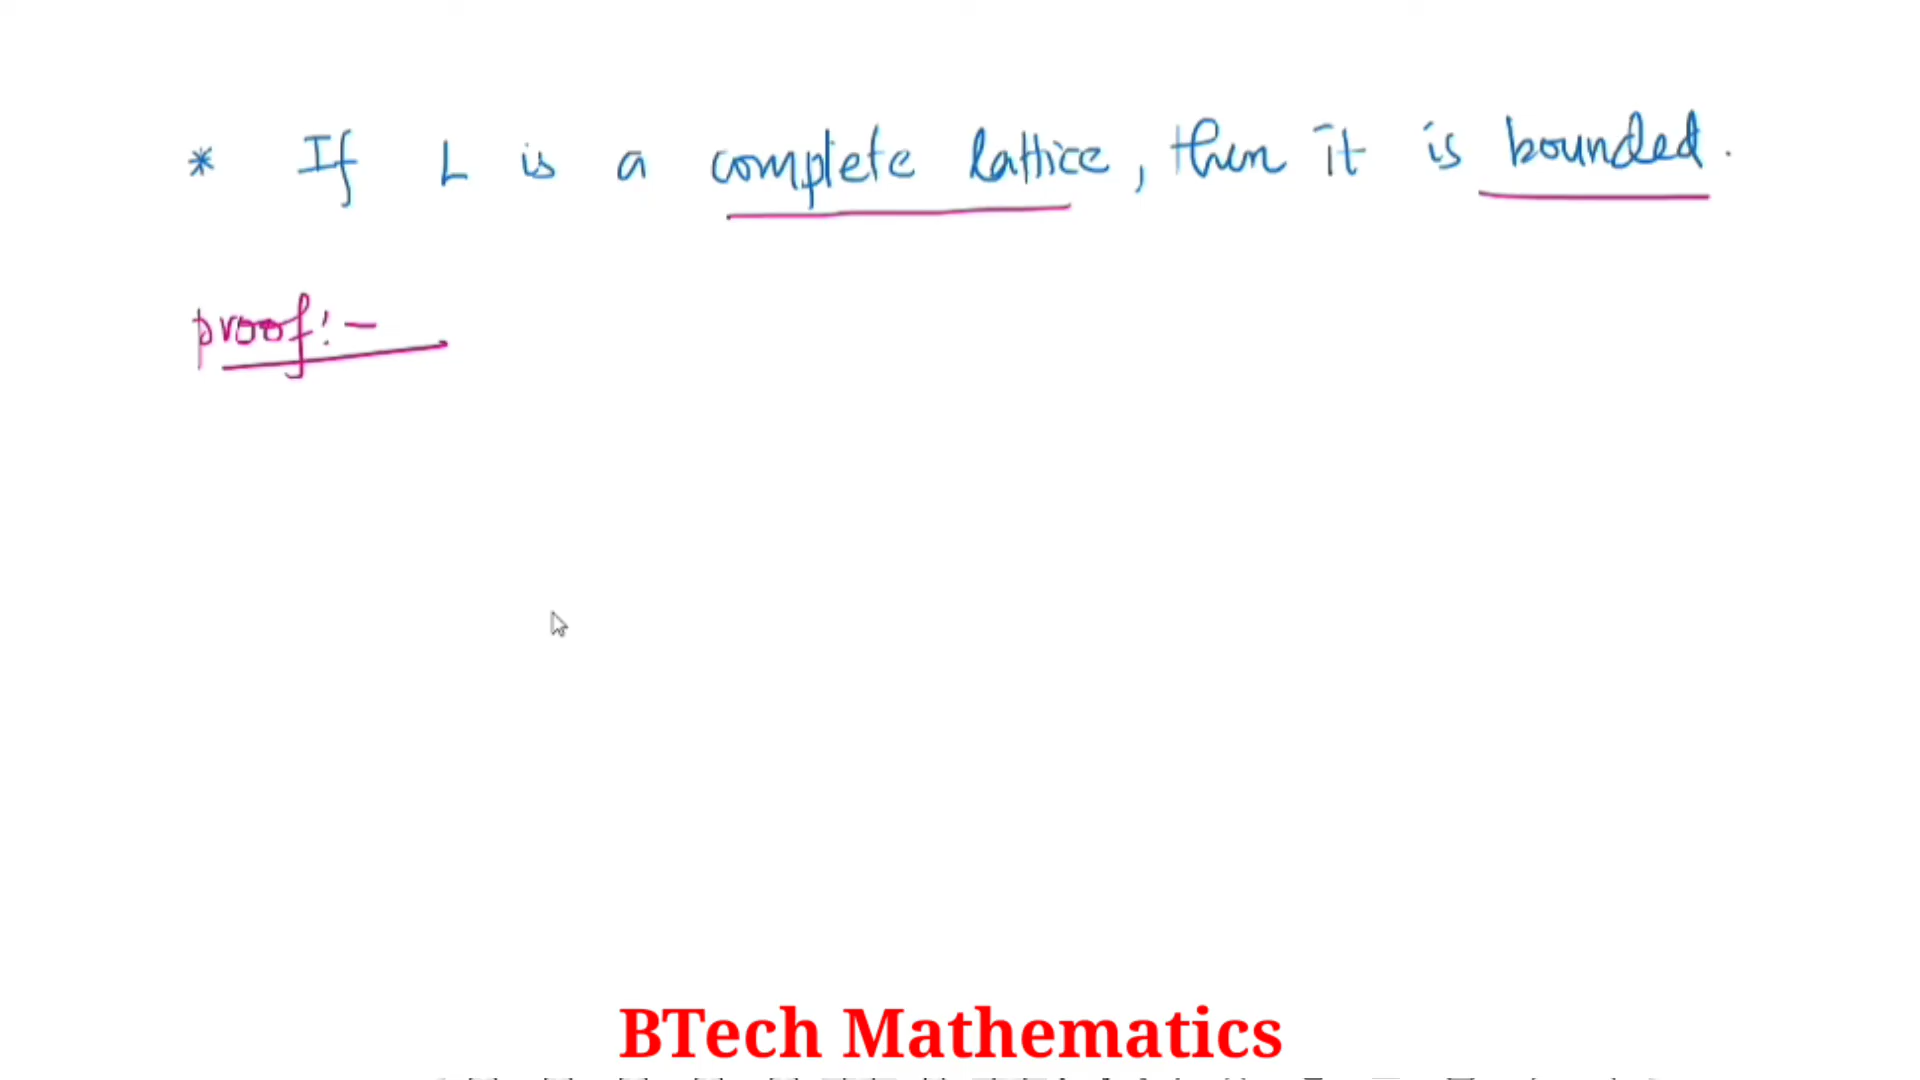 * If L is a complete lattice, then it is bounded.
proof:-
BTech Mathematics